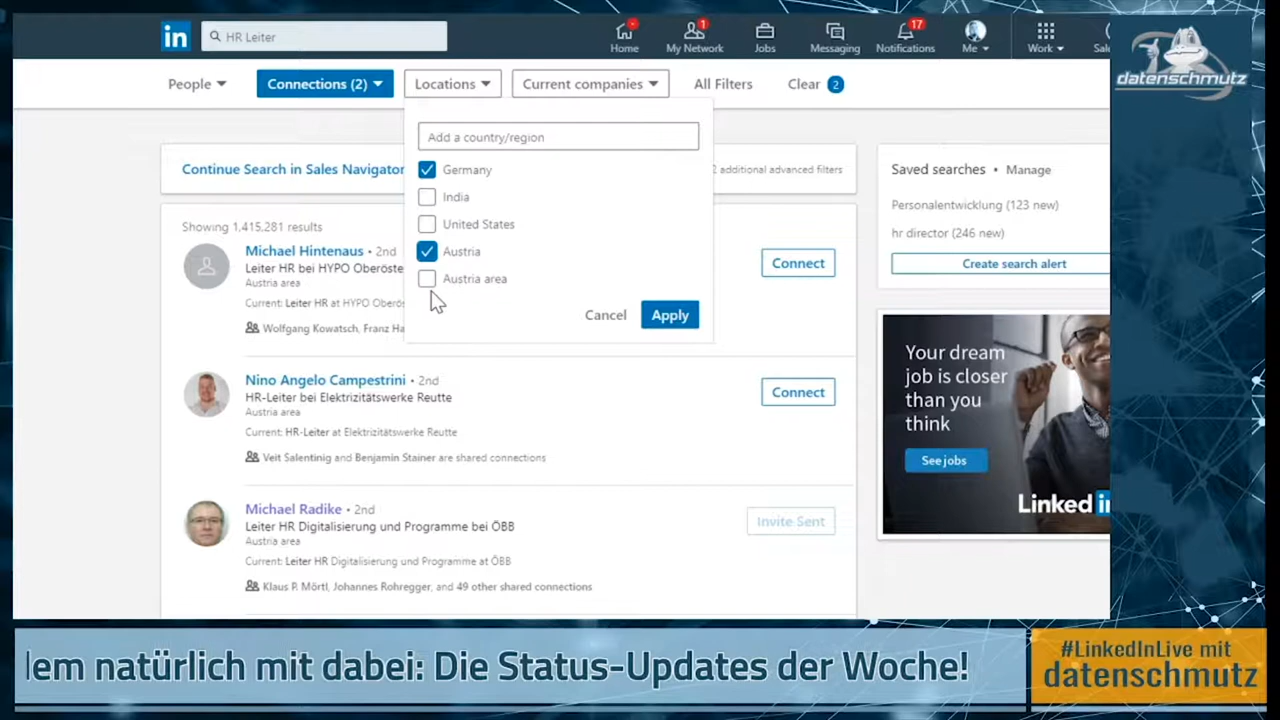 in
HR Leiter
Home
My Network
1
Jobs
Messaging
Notifications
17
Me
Work
datenschmutz
People
Connections (2)
Locations
Current companies
All Filters
Clear
2
Add a country/region
Germany
India
United States
Austria
Austria area
Cancel
Apply
Continue Search in Sales Navigator
additional advanced filters
Saved searches • Manage
Personalentwicklung (123 new)
hr director (246 new)
Create search alert
Showing 1,415,281 results
Michael Hintenaus • 2nd
Leiter HR bei HYPO Oberöste
Austria area
Current: Leiter HR at HYPO Oberös
Wolfgang Kowatsch, Franz Ha
Connect
Nino Angelo Campestrini • 2nd
HR-Leiter bei Elektrizitätswerke Reutte
Austria area
Current: HR-Leiter at Elektrizitätswerke Reutte
Veit Salentinig and Benjamin Stainer are shared connections
Connect
Michael Radike • 2nd
Leiter HR Digitalisierung und Programme bei ÖBB
Austria area
Current: Leiter HR Digitalisierung und Programme at ÖBB
Klaus P. Mörtl, Johannes Rohregger, and 49 other shared connections
Invite Sent
Your dream
job is closer
than you
think
See jobs
Linked in
lem natürlich mit dabei: Die Status-Updates der Woche!
#LinkedInLive mit
datenschmutz